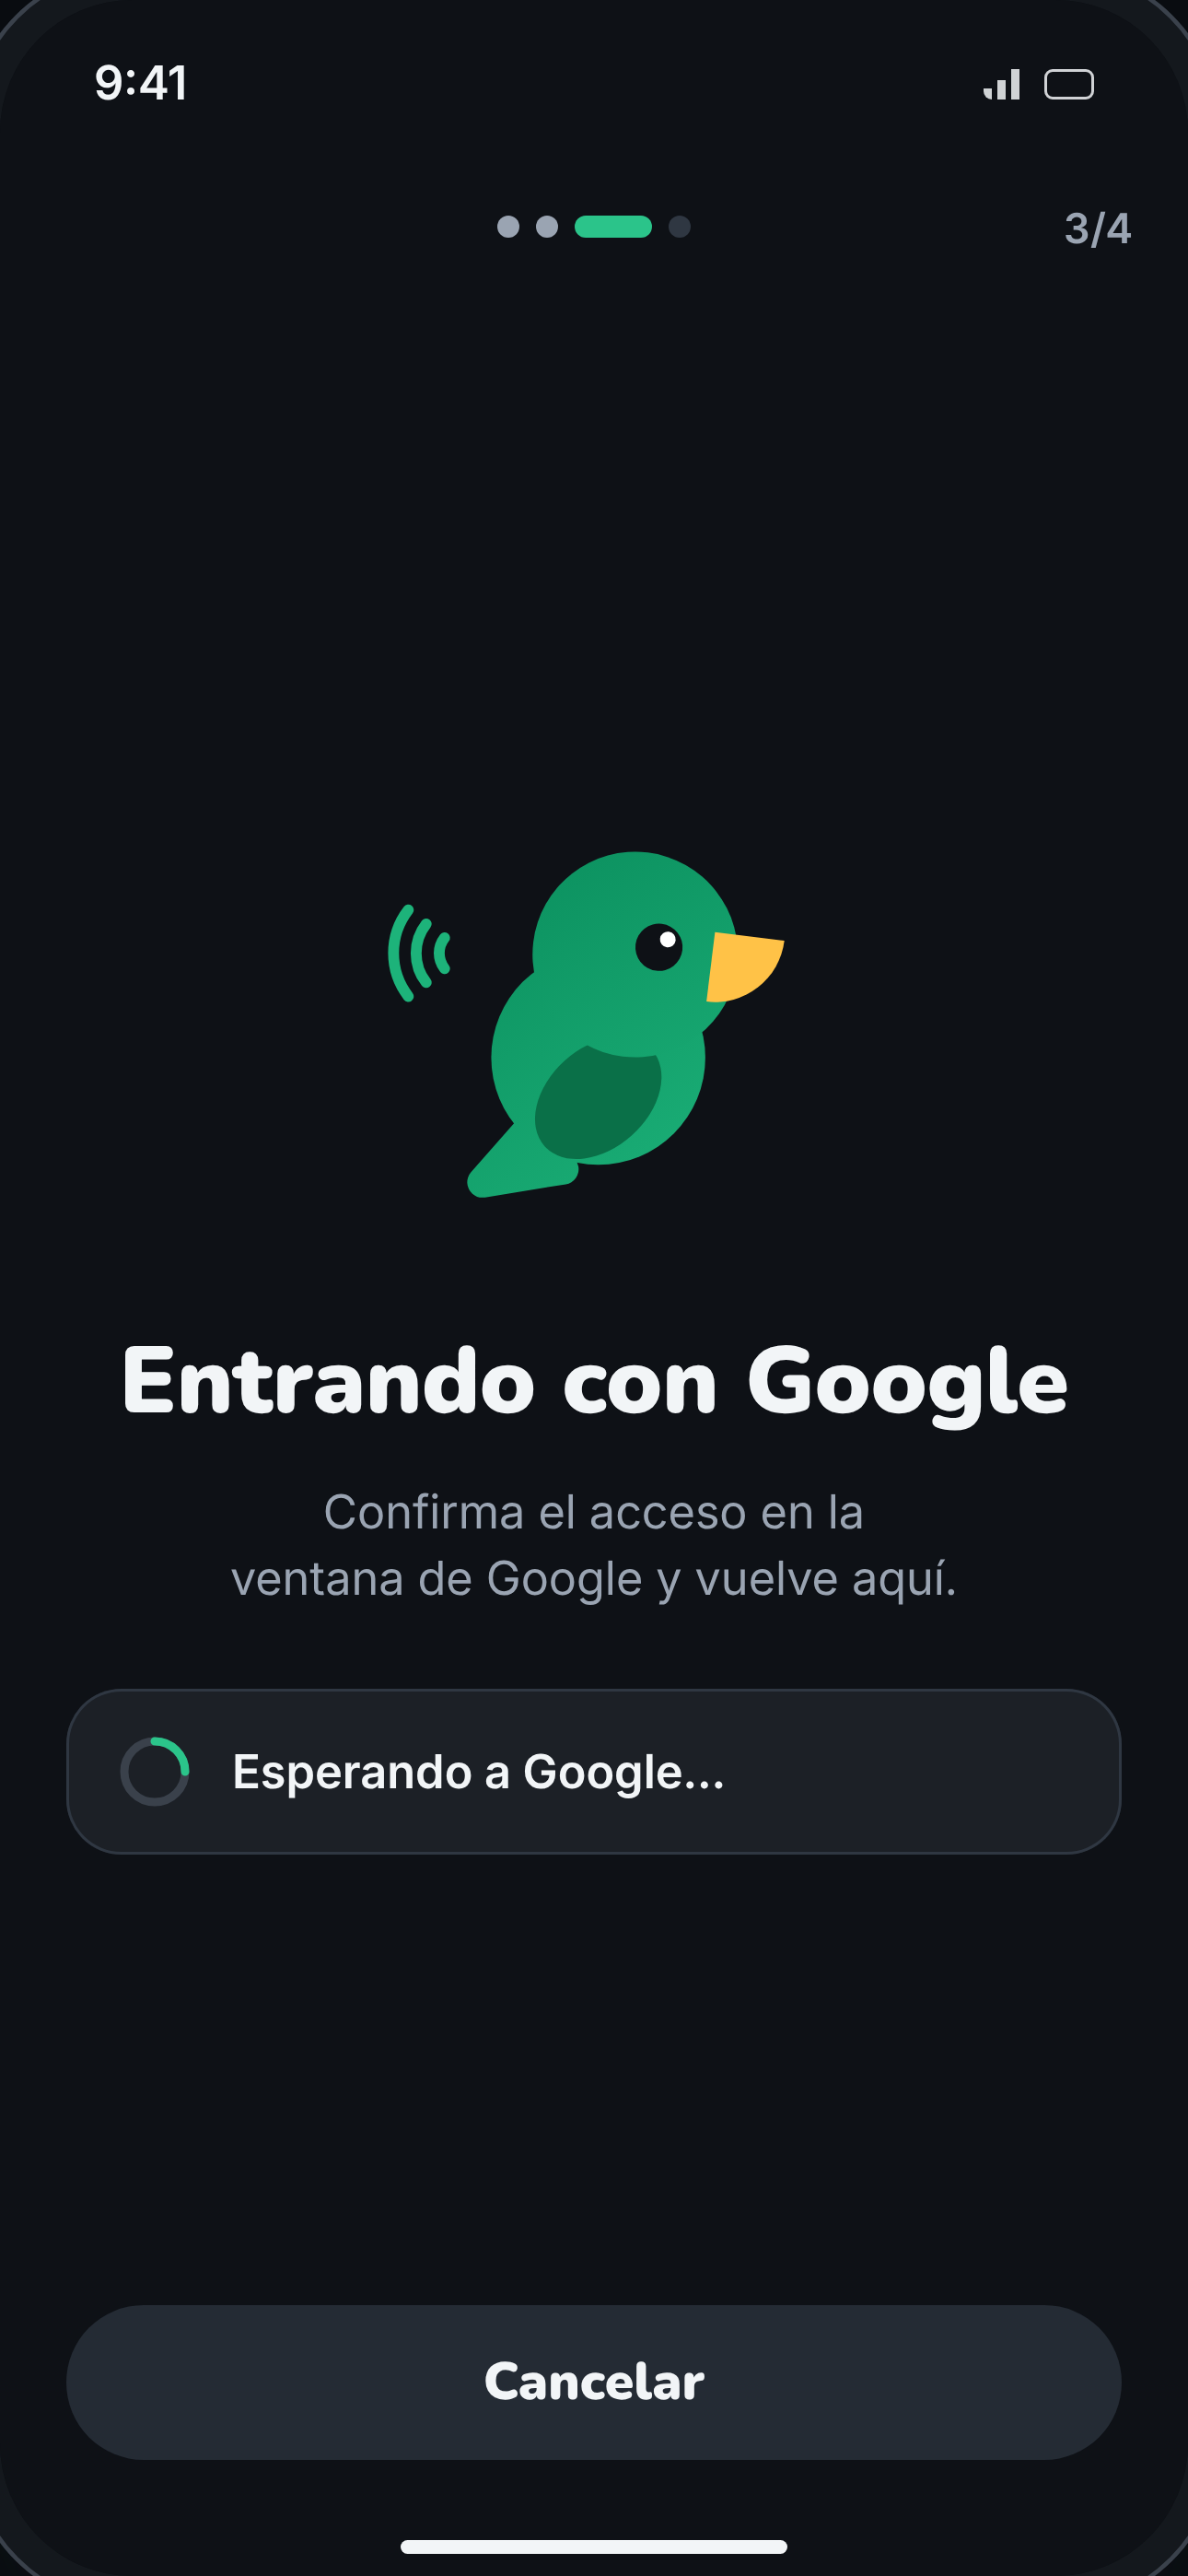 9:41
3/4
Entrando con Google
Confirma el acceso en la
ventana de Google y vuelve aquí.
Esperando a Google...
Cancelar